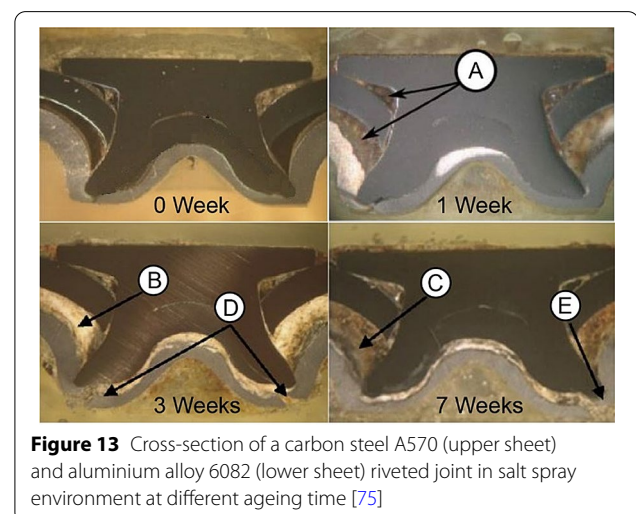 A
0 Week
1 Week
B
D
C
E
3 Weeks
7 Weeks
Figure 13 Cross-section of a carbon steel A570 (upper sheet)
and aluminium alloy 6082 (lower sheet) riveted joint in salt spray
environment at different ageing time [75]